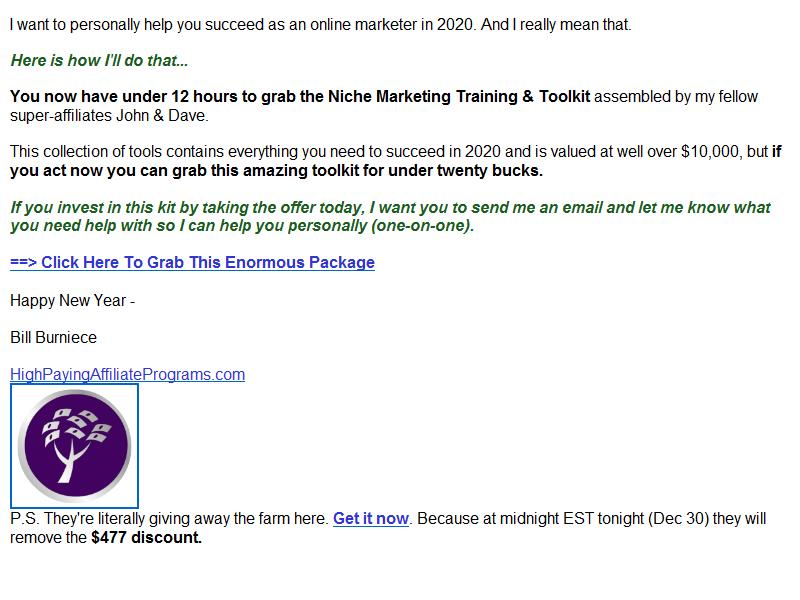 I want to personally help you succeed as an online marketer in 2020. And I really mean that.
Here is how I'll do that...
You now have under 12 hours to grab the Niche Marketing Training & Toolkit assembled by my fellow
super-affiliates John & Dave.
This collection of tools contains everything you need to succeed in 2020 and is valued at well over $10,000, but if
you act now you can grab this amazing toolkit for under twenty bucks.
If you invest in this kit by taking the offer today, I want you to send me an email and let me know what
you need help with so I can help you personally (one-on-one).
==> Click Here To Grab This Enormous Package
Happy New Year -
Bill Burniece
HighPayingAffiliatePrograms.com
P.S. They're literally giving away the farm here. Get it now. Because at midnight EST tonight (Dec 30) they will
remove the $477 discount.